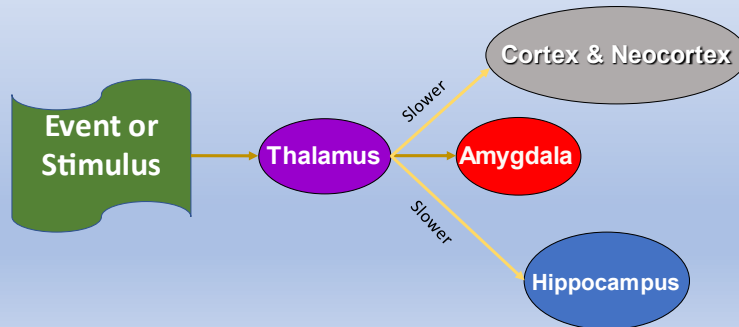 Event or
Stimulus
Thalamus
Slower
Cortex & Neocortex
Amygdala
Slower
Hippocampus